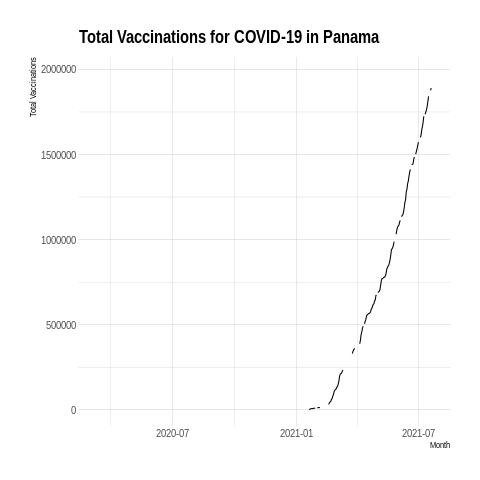 Total Vaccinations for COVID-19 in Panama
Total Vaccinations
2000000
1500000
1000000
500000
0
2020-07
2021-01
2021-07
Month